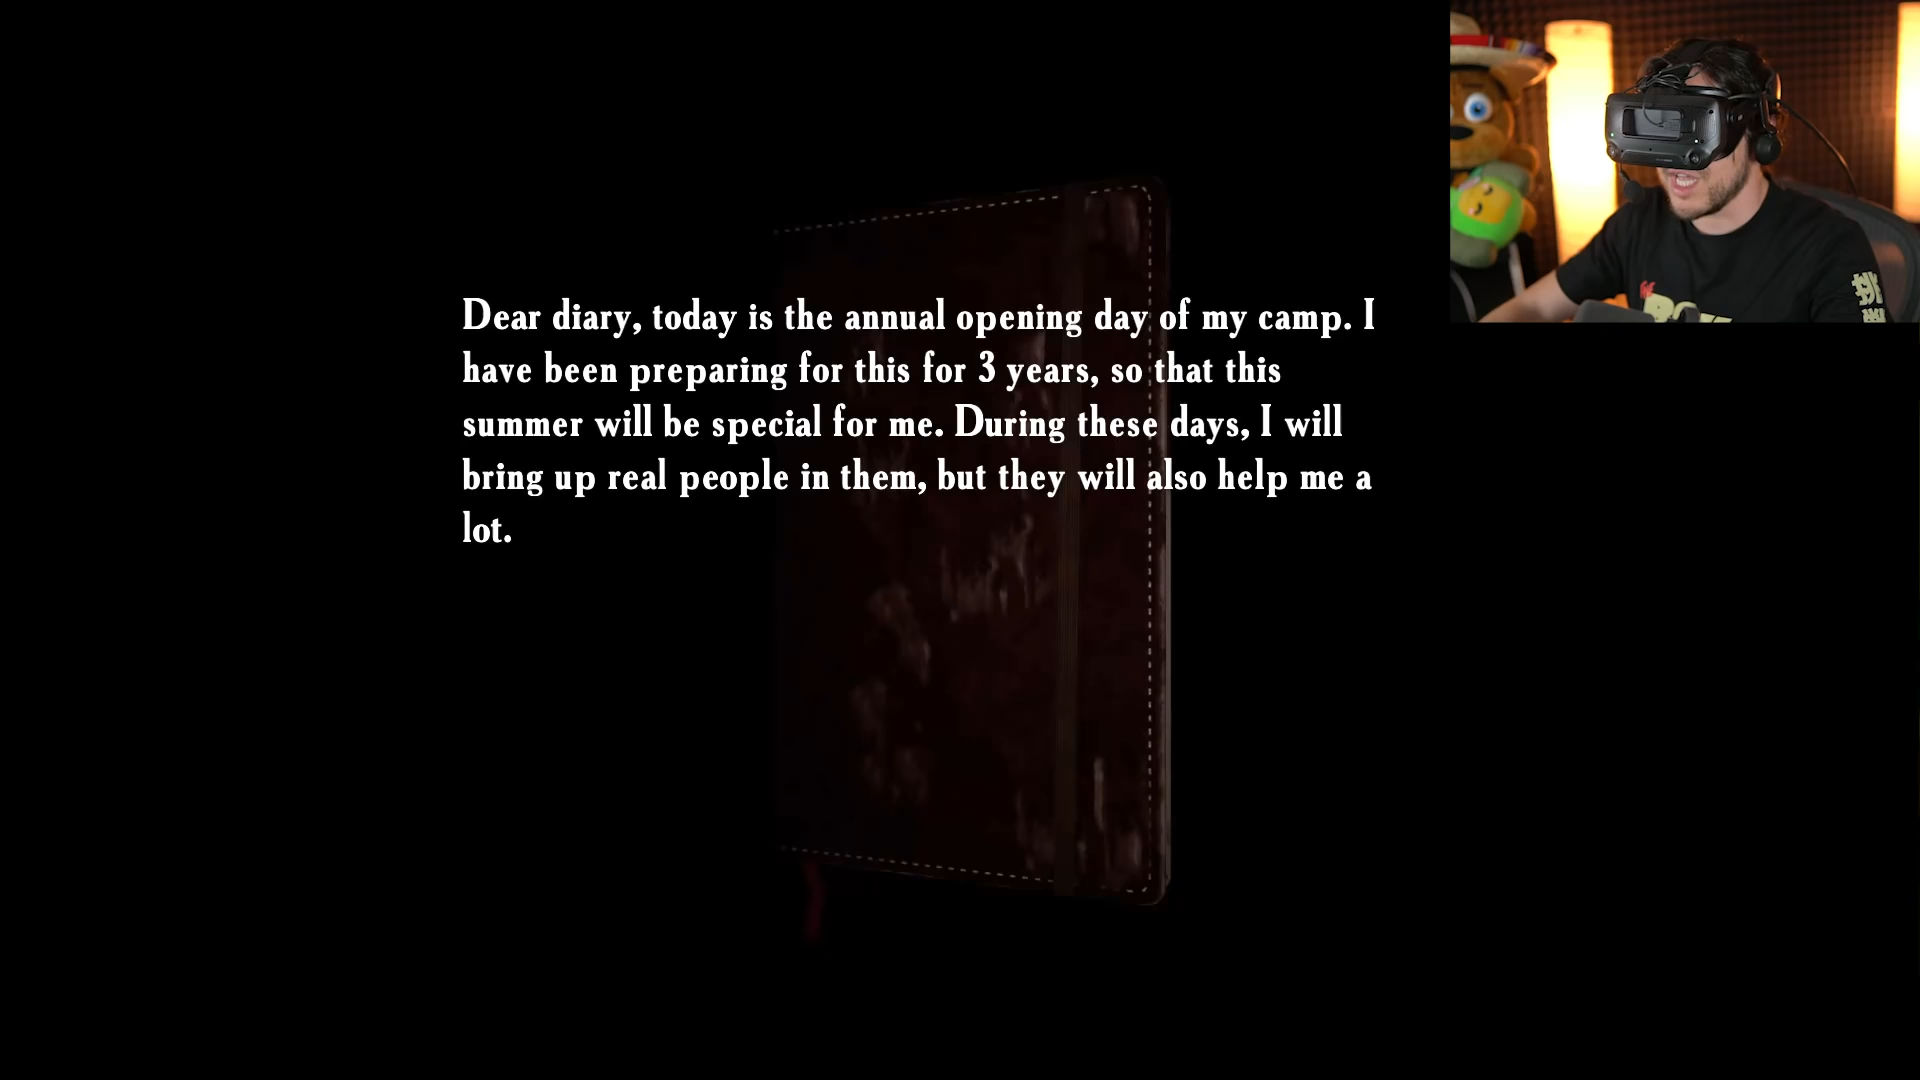 Dear diary, today is the annual opening day of my camp. I
have been preparing for this for 3 years, so that this
summer will be special for me. During these days, I will
bring up real people in them, but they will also help me a
lot.